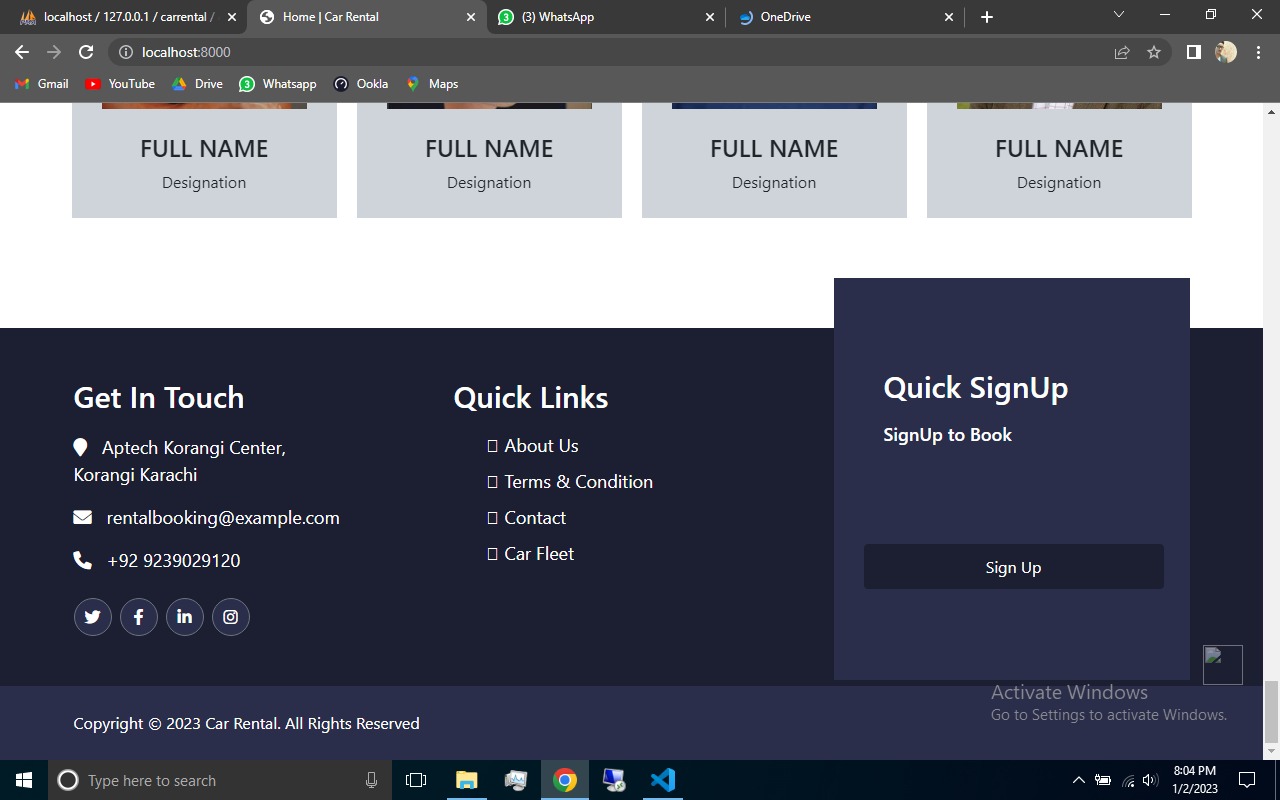 localhost / 127.0.0.1 / carrental /
Home | Car Rental
(3) WhatsApp
OneDrive
localhost:8000
Gmail
YouTube
Drive
Whatsapp
Ookla
Maps
FULL NAME
Designation
FULL NAME
Designation
FULL NAME
Designation
FULL NAME
Designation
Get In Touch
Aptech Korangi Center,
Korangi Karachi
rentalbooking@example.com
+92 9239029120
Quick Links
About Us
Terms & Condition
Contact
Car Fleet
Quick SignUp
SignUp to Book
Sign Up
Copyright © 2023 Car Rental. All Rights Reserved
Activate Windows
Go to Settings to activate Windows.
Type here to search
8:04 PM
1/2/2023